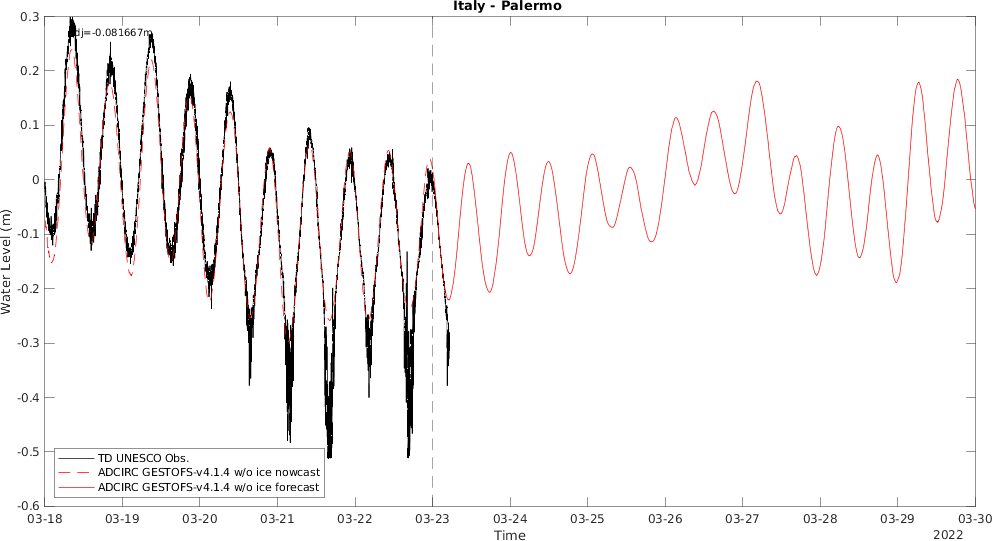 Italy - Palermo
dj=-0.081667m
0.3
0.2
0.1
0
-0.1
-0.2
-0.3
-0.4
-0.5
-0.6
Water Level (m)
TD UNESCO Obs.
ADCIRC GESTOFS-v4.1.4 w/o ice nowcast
ADCIRC GESTOFS-v4.1.4 w/o ice forecast
03-18 03-19 03-20 03-21 03-22 03-23 03-24 03-25 03-26 03-27 03-28 03-29 03-30
Time
2022